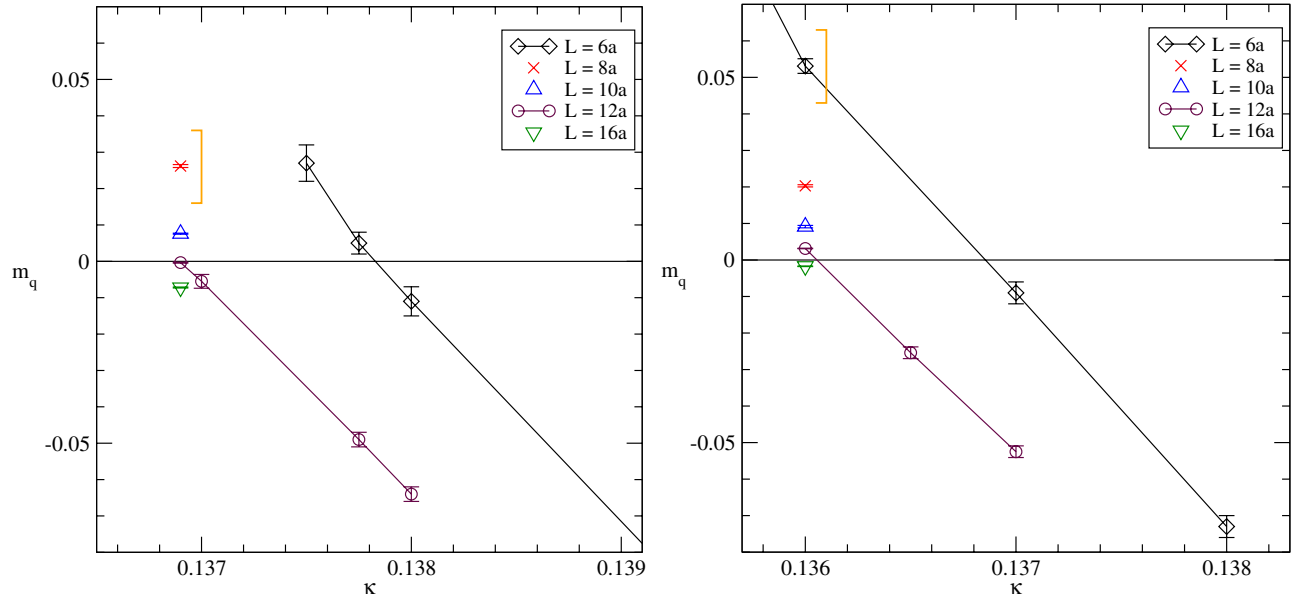 L = 6a
L = 8a
L = 10a
L = 12a
L = 16a
0.05
0
-0.05
m_q
0.137
0.138
0.139
κ
L = 6a
L = 8a
L = 10a
L = 12a
L = 16a
0.05
0
-0.05
m_q
0.136
0.137
0.138
κ